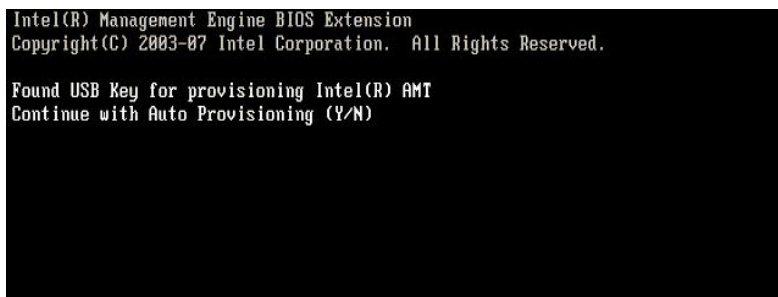 Intel(R) Management Engine BIOS Extension
Copyright(C) 2003-07 Intel Corporation.  All Rights Reserved.
Found USB Key for provisioning Intel(R) AMT
Continue with Auto Provisioning (Y/N)